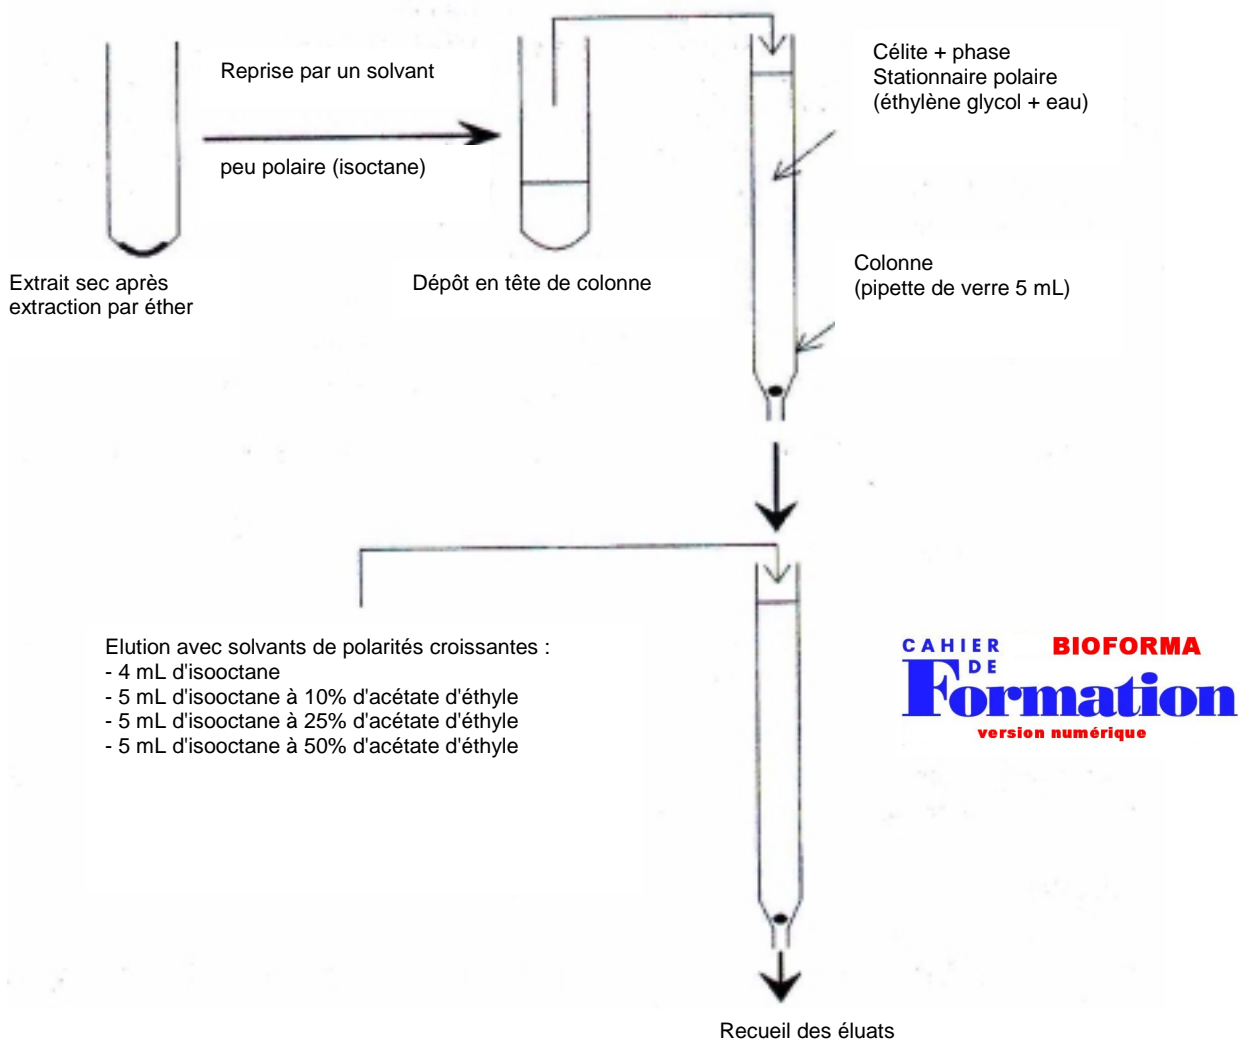 Reprise par un solvant
peu polaire (isoctane)
Célite + phase
Stationnaire polaire
(éthylène glycol + eau)
Extrait sec après
extraction par éther
Dépôt en tête de colonne
Colonne
(pipette de verre 5 mL)
Elution avec solvants de polarités croissantes :
- 4 mL d'isooctane
- 5 mL d'isooctane à 10% d'acétate d'éthyle
- 5 mL d'isooctane à 25% d'acétate d'éthyle
- 5 mL d'isooctane à 50% d'acétate d'éthyle
CAHIER BIOFORMA
DE
Formation
version numérique
Recueil des éluats